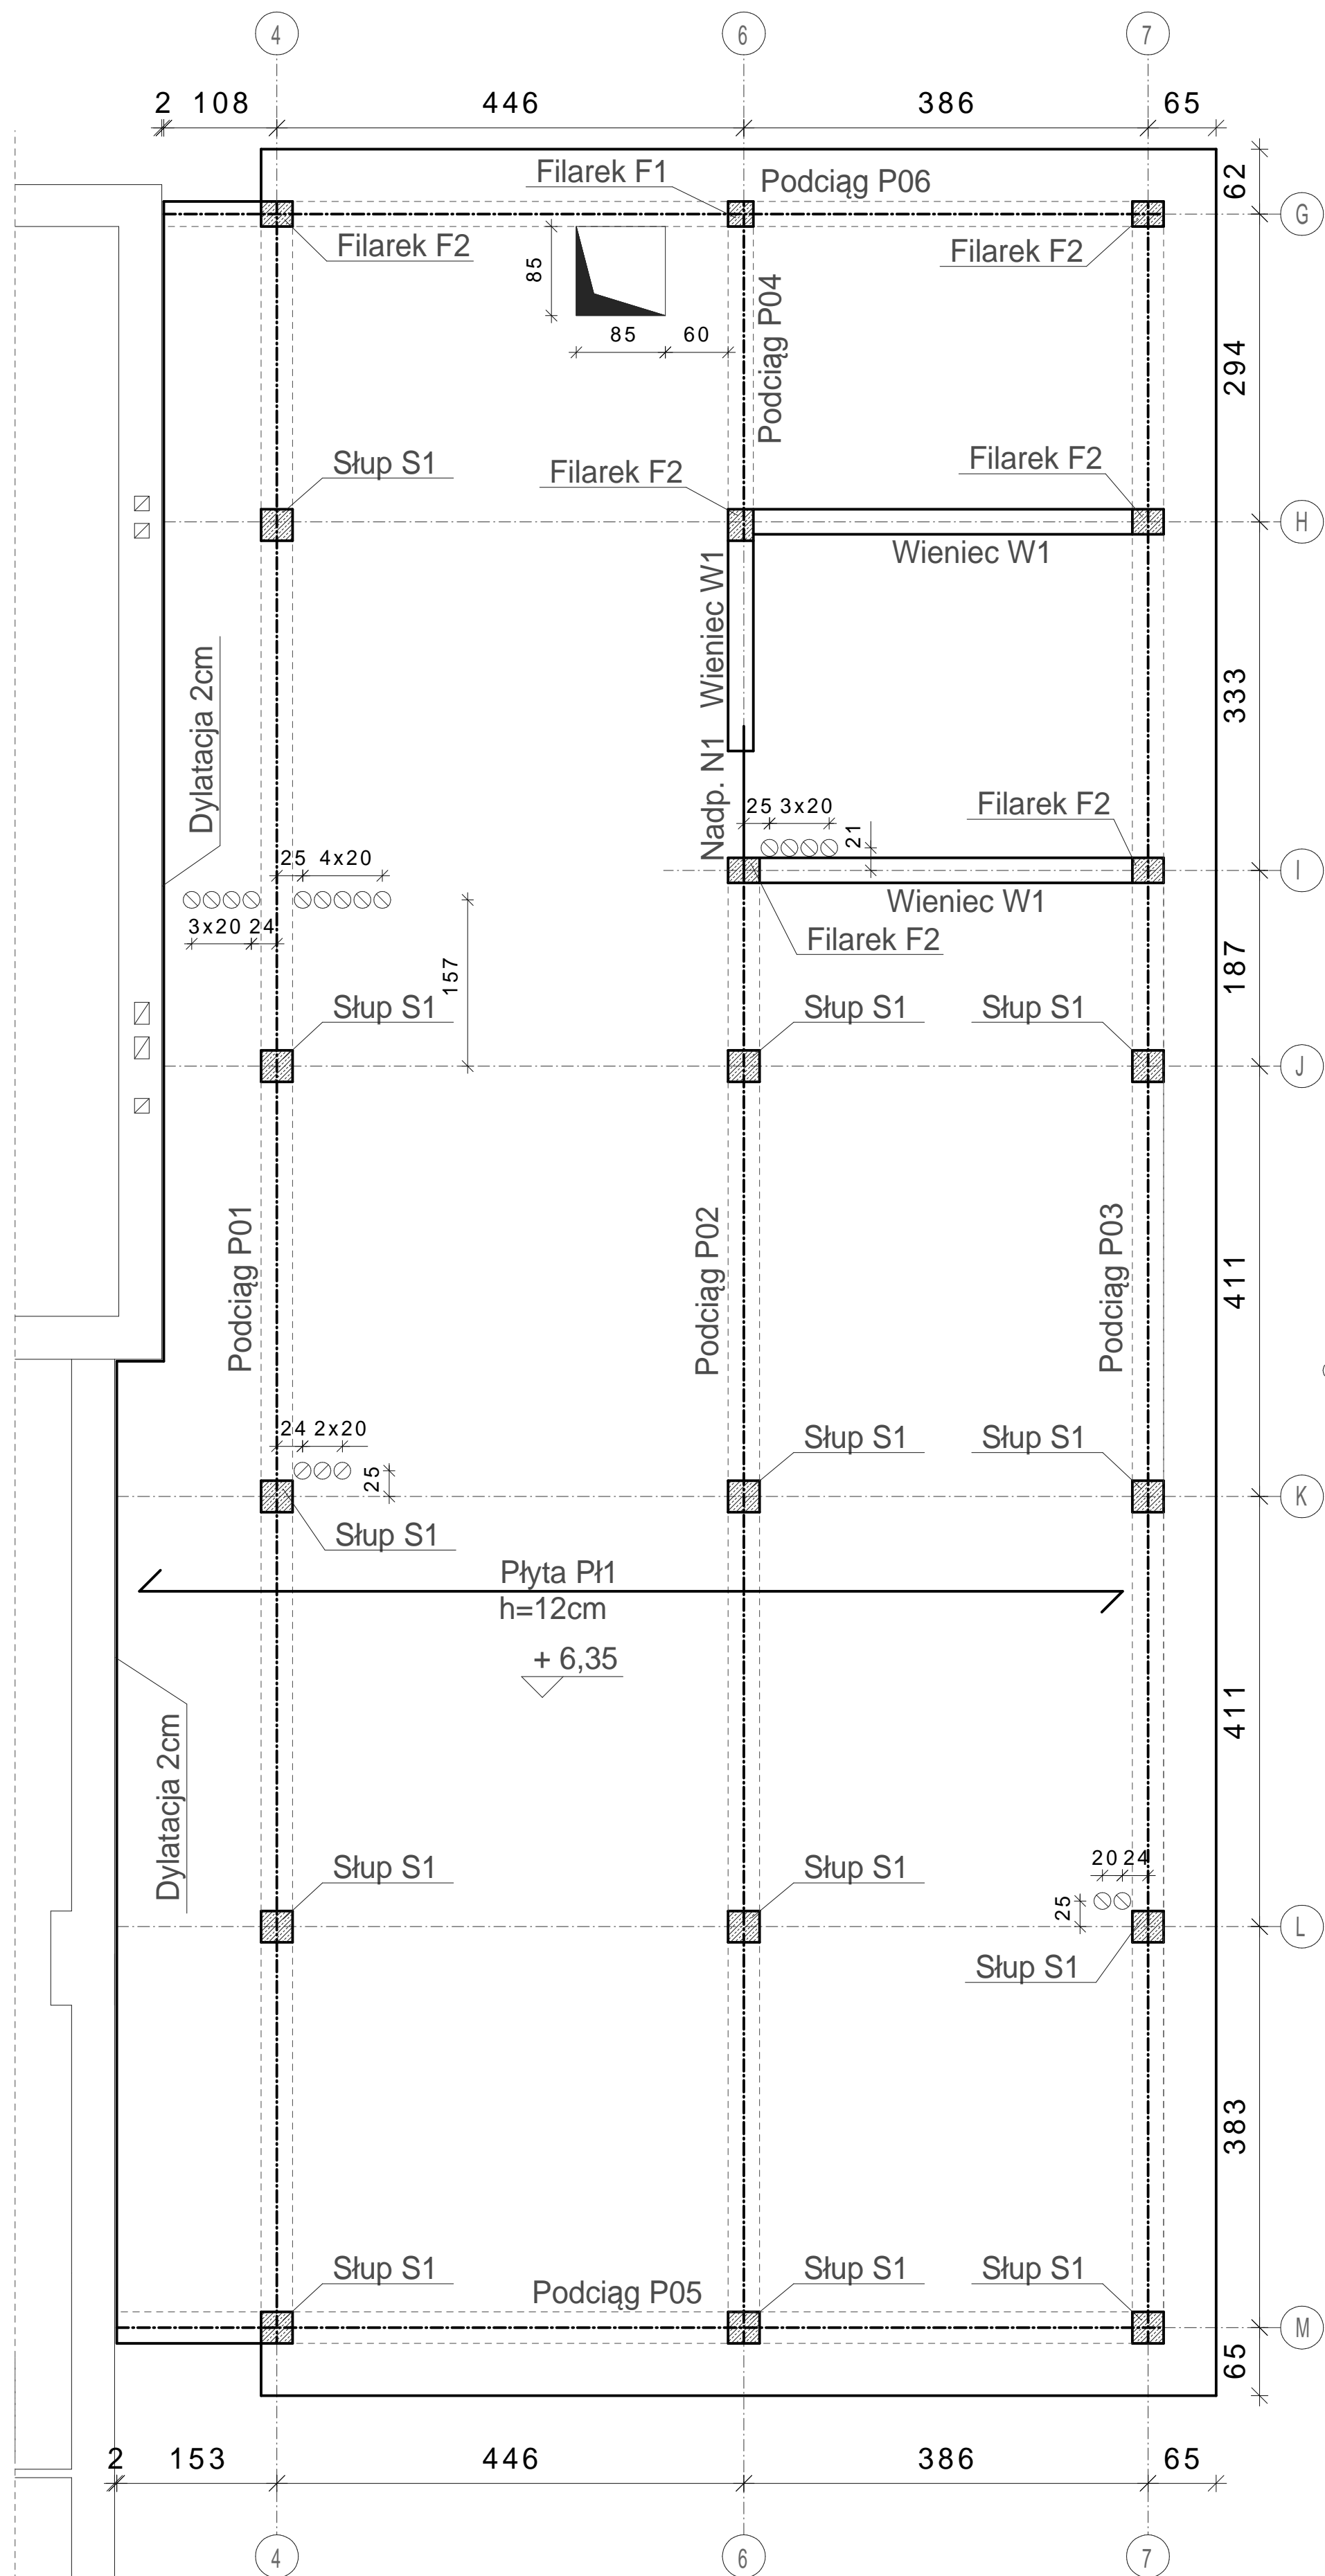 4 6 7
2 108 446 386 65
Filarek F1
Podciąg P06
62
G
Filarek F2
Filarek F2
85
85 60
Podciąg P04
294
Słup S1
Filarek F2
Filarek F2
H
Wieniec W1
Wieniec W1
333
Dylatacja 2cm
Nadp. N1
25 3x20
21
Filarek F2
25 4x20
I
Wieniec W1
3x20 24
Filarek F2
157
187
Słup S1
Słup S1
Słup S1
J
Podciąg P01
Podciąg P02
Podciąg P03
411
24 2x20
25
Słup S1
Słup S1
K
Słup S1
Płyta Pł1
h=12cm
+ 6,35
411
Dylatacja 2cm
Słup S1
Słup S1
20 24
25
L
Słup S1
383
Słup S1
Podciąg P05
Słup S1
Słup S1
M
65
2 153 446 386 65
4 6 7